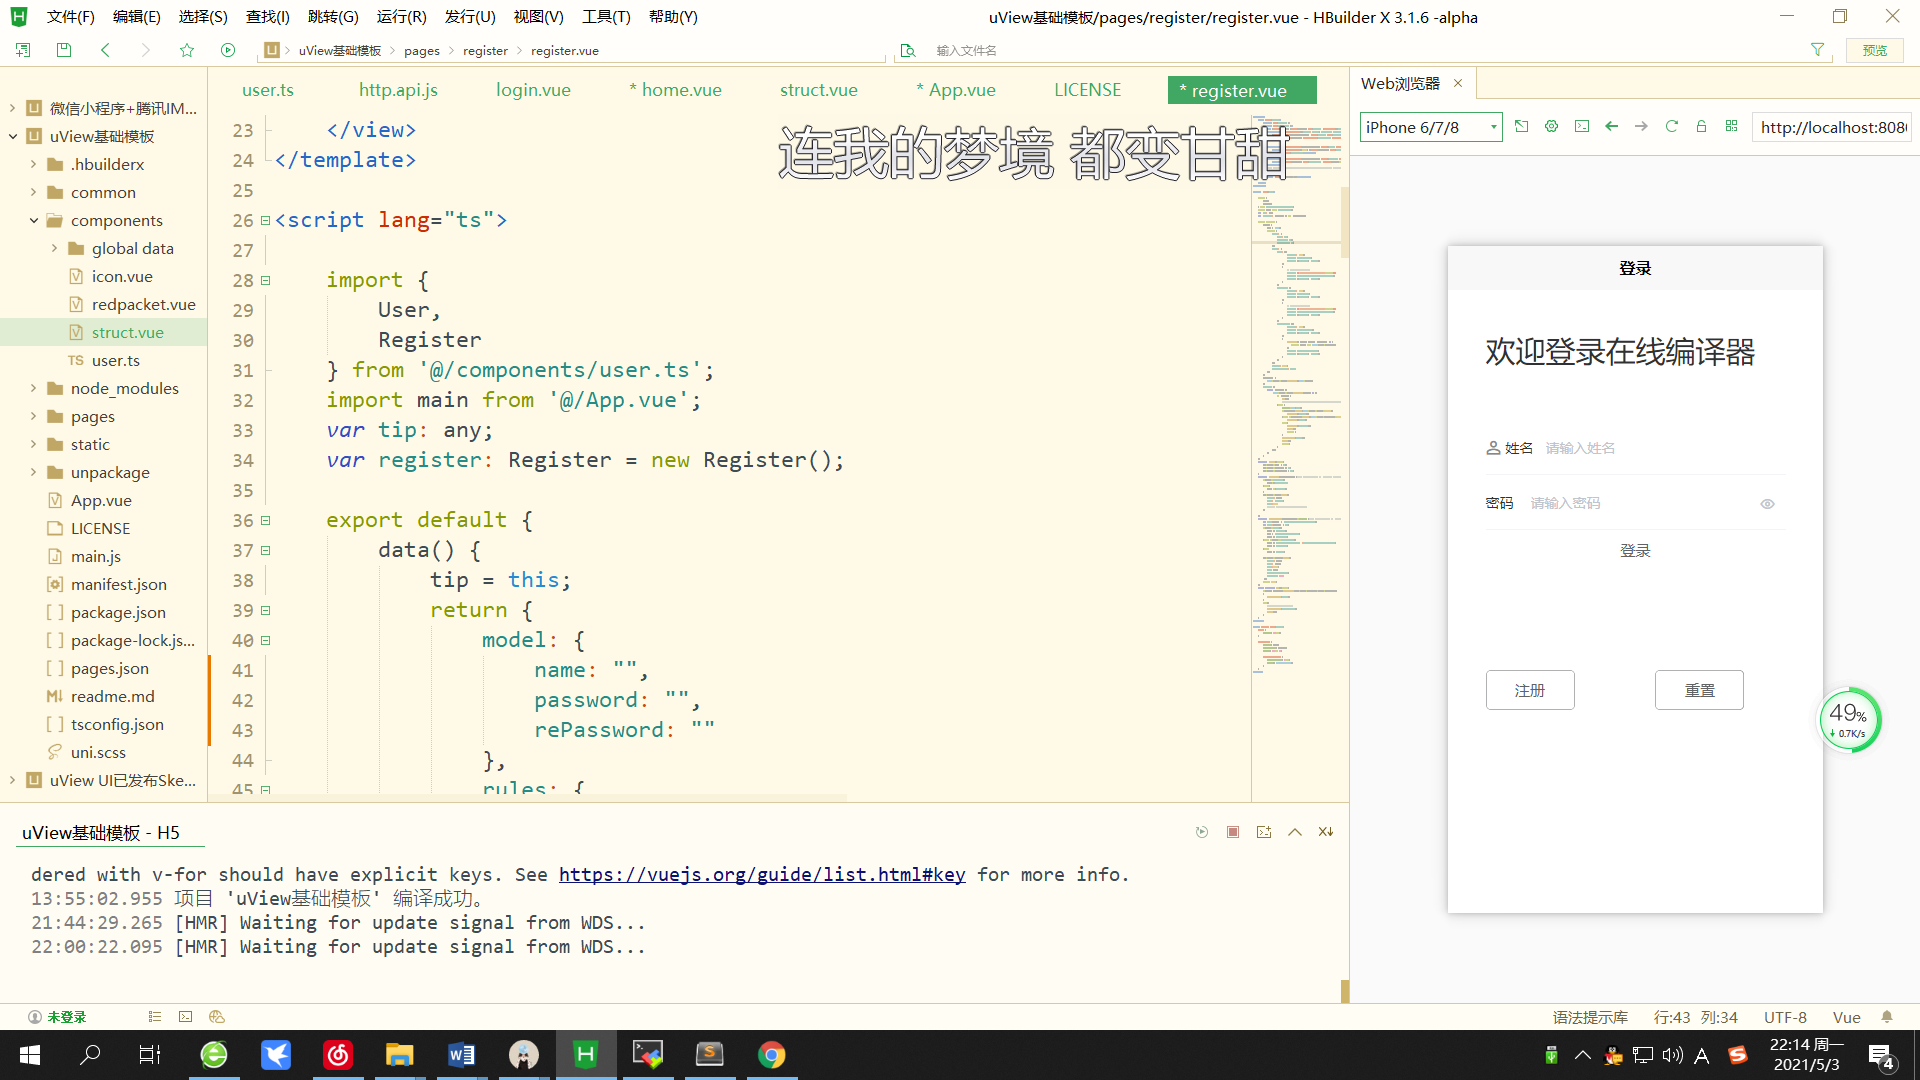 文件(F) 编辑(E) 选择(S) 查找(I) 跳转(G) 运行(R) 发行(U) 视图(V) 工具(T) 帮助(Y)
uView基础模板/pages/register/register.vue - HBuilder X 3.1.6 -alpha
uView基础模板 pages register register.vue
输入文件名
预览
user.ts http.api.js login.vue * home.vue struct.vue * App.vue LICENSE * register.vue
微信小程序+腾讯IM...
uView基础模板
.hbuilderx
common
components
global data
icon.vue
redpacket.vue
struct.vue
TS user.ts
node_modules
pages
static
unpackage
App.vue
LICENSE
main.js
manifest.json
package.json
package-lock.js...
pages.json
readme.md
tsconfig.json
uni.scss
uView UI已发布Ske...
连我的梦境 都变甘甜
23 </view>
24 </template>
25
26 <script lang="ts">
27
28 import {
29 User,
30 Register
31 } from '@/components/user.ts';
32 import main from '@/App.vue';
33 var tip: any;
34 var register: Register = new Register();
35
36 export default {
37 data() {
38 tip = this;
39 return {
40 model: {
41 name: "",
42 password: "",
43 rePassword: ""
44 },
45 rules: {
Web浏览器
iPhone 6/7/8
http://localhost:808
登录
欢迎登录在线编译器
姓名 请输入姓名
密码 请输入密码
登录
注册 重置
49%
0.7K/s
uView基础模板 - H5
dered with v-for should have explicit keys. See https://vuejs.org/guide/list.html#key for more info.
13:55:02.955 项目 'uView基础模板' 编译成功。
21:44:29.265 [HMR] Waiting for update signal from WDS...
22:00:22.095 [HMR] Waiting for update signal from WDS...
未登录
语法提示库 行:43 列:34 UTF-8 Vue
22:14 周一
2021/5/3
4